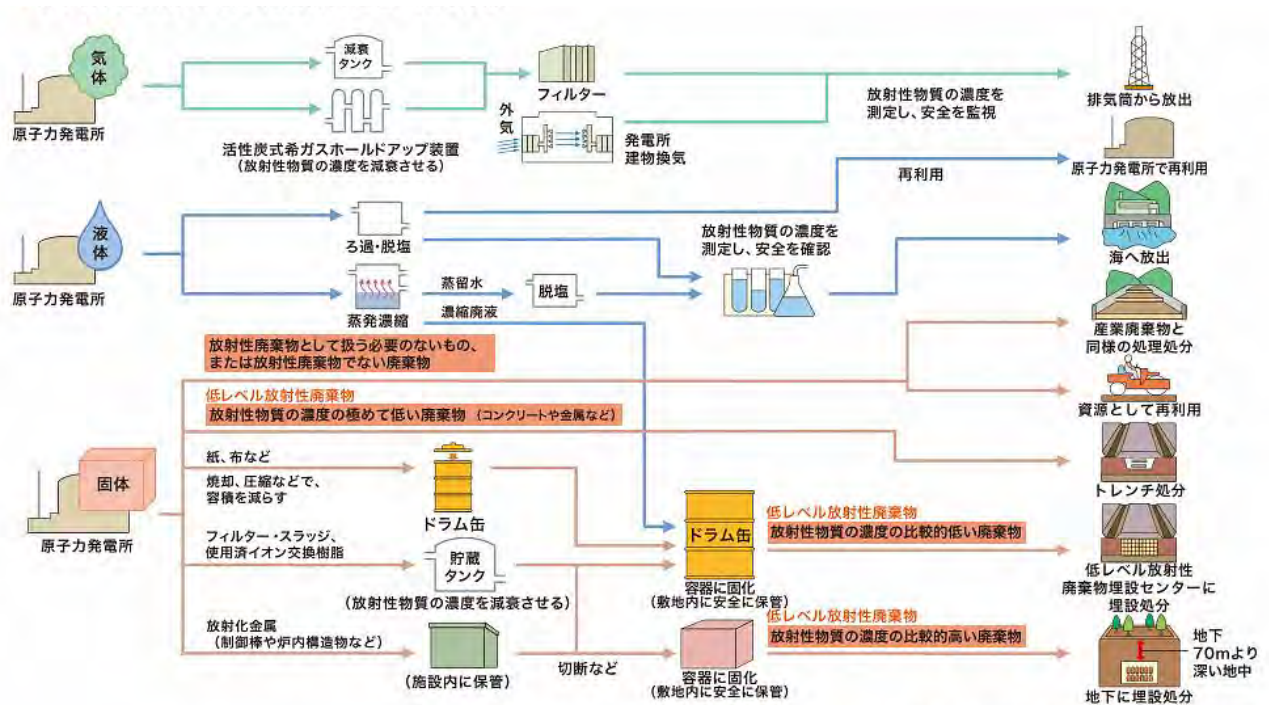 気体
原子力発電所
減衰
タンク
活性炭式希ガスホールドアップ装置
(放射性物質の濃度を減衰させる)
フィルター
外気
発電所
建物換気
放射性物質の濃度を
測定し、安全を監視
排気筒から放出
液体
原子力発電所
ろ過・脱塩
再利用
原子力発電所で再利用
蒸発濃縮
蒸留水
濃縮廃液
脱塩
放射性物質の濃度を
測定し、安全を確認
海へ放出
固体
原子力発電所
放射性廃棄物として扱う必要のないもの、
または放射性廃棄物でない廃棄物
産業廃棄物と
同様の処理処分
資源として再利用
低レベル放射性廃棄物
放射性物質の濃度の極めて低い廃棄物 (コンクリートや金属など)
トレンチ処分
紙、布など
焼却、圧縮などで、
容積を減らす
ドラム缶
フィルター・スラッジ、
使用済イオン交換樹脂
貯蔵
タンク
(放射性物質の濃度を減衰させる)
ドラム缶
容器に固化
(敷地内に安全に保管)
低レベル放射性廃棄物
放射性物質の濃度の比較的低い廃棄物
低レベル放射性
廃棄物埋設センターに
埋設処分
放射化金属
(制御棒や炉内構造物など)
(施設内に保管)
切断など
容器に固化
(敷地内に安全に保管)
低レベル放射性廃棄物
放射性物質の濃度の比較的高い廃棄物
地下
70mより
深い地中
地下に埋設処分